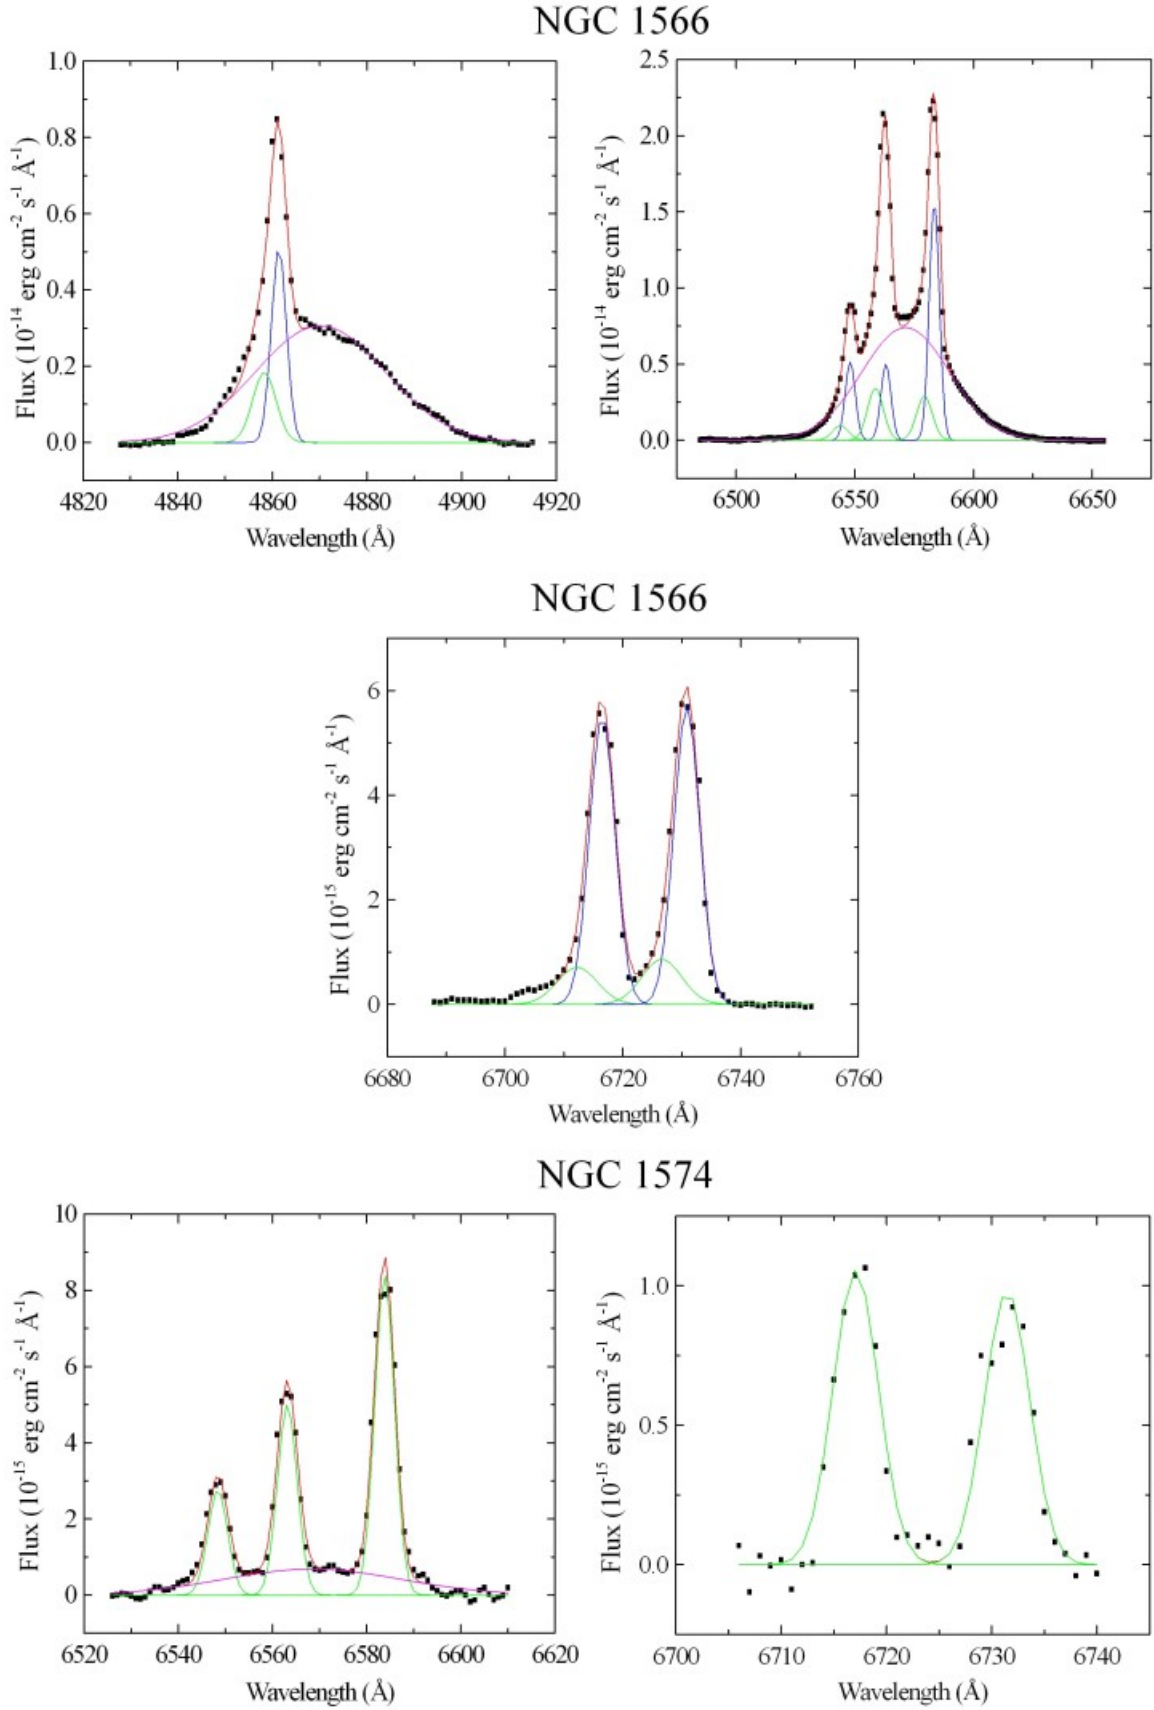 NGC 1566
1.0
0.8
0.6
0.4
0.2
0.0
Flux (10⁻¹⁴ erg cm⁻² s⁻¹ Å⁻¹)
4820 4840 4860 4880 4900 4920
Wavelength (Å)
2.5
2.0
1.5
1.0
0.5
0.0
Flux (10⁻¹⁴ erg cm⁻² s⁻¹ Å⁻¹)
6500 6550 6600 6650
Wavelength (Å)
NGC 1566
6
4
2
0
Flux (10⁻¹⁵ erg cm⁻² s⁻¹ Å⁻¹)
6680 6700 6720 6740 6760
Wavelength (Å)
NGC 1574
10
8
6
4
2
0
Flux (10⁻¹⁵ erg cm⁻² s⁻¹ Å⁻¹)
6520 6540 6560 6580 6600 6620
Wavelength (Å)
1.0
0.5
0.0
Flux (10⁻¹⁵ erg cm⁻² s⁻¹ Å⁻¹)
6700 6710 6720 6730 6740
Wavelength (Å)